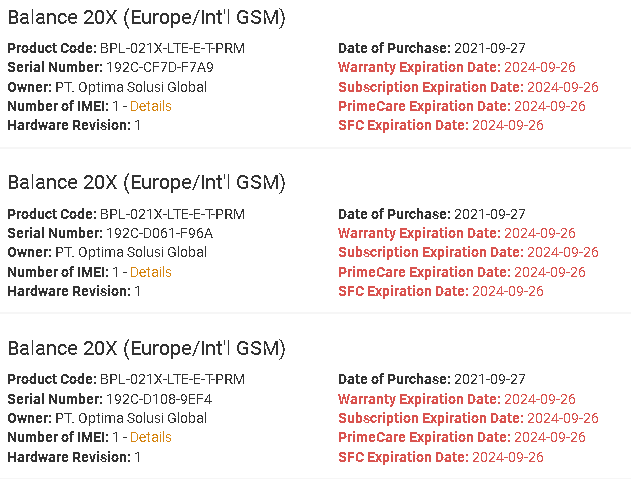 Balance 20X (Europe/Int'l GSM)
Product Code: BPL-021X-LTE-E-T-PRM
Date of Purchase: 2021-09-27
Serial Number: 192C-CF7D-F7A9
Warranty Expiration Date: 2024-09-26
Owner: PT. Optima Solusi Global
Subscription Expiration Date: 2024-09-26
Number of IMEI: 1 - Details
PrimeCare Expiration Date: 2024-09-26
Hardware Revision: 1
SFC Expiration Date: 2024-09-26
Balance 20X (Europe/Int'l GSM)
Product Code: BPL-021X-LTE-E-T-PRM
Date of Purchase: 2021-09-27
Serial Number: 192C-D061-F96A
Warranty Expiration Date: 2024-09-26
Owner: PT. Optima Solusi Global
Subscription Expiration Date: 2024-09-26
Number of IMEI: 1 - Details
PrimeCare Expiration Date: 2024-09-26
Hardware Revision: 1
SFC Expiration Date: 2024-09-26
Balance 20X (Europe/Int'l GSM)
Product Code: BPL-021X-LTE-E-T-PRM
Date of Purchase: 2021-09-27
Serial Number: 192C-D108-9EF4
Warranty Expiration Date: 2024-09-26
Owner: PT. Optima Solusi Global
Subscription Expiration Date: 2024-09-26
Number of IMEI: 1 - Details
PrimeCare Expiration Date: 2024-09-26
Hardware Revision: 1
SFC Expiration Date: 2024-09-26